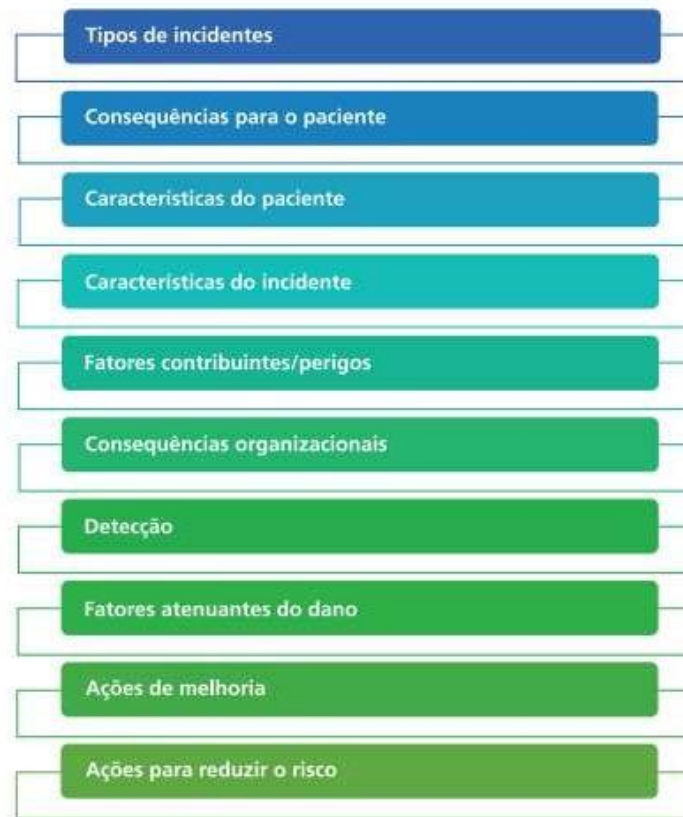 Tipos de incidentes
Consequências para o paciente
Características do paciente
Características do incidente
Fatores contribuintes/perigos
Consequências organizacionais
Detecção
Fatores atenuantes do dano
Ações de melhoria
Ações para reduzir o risco